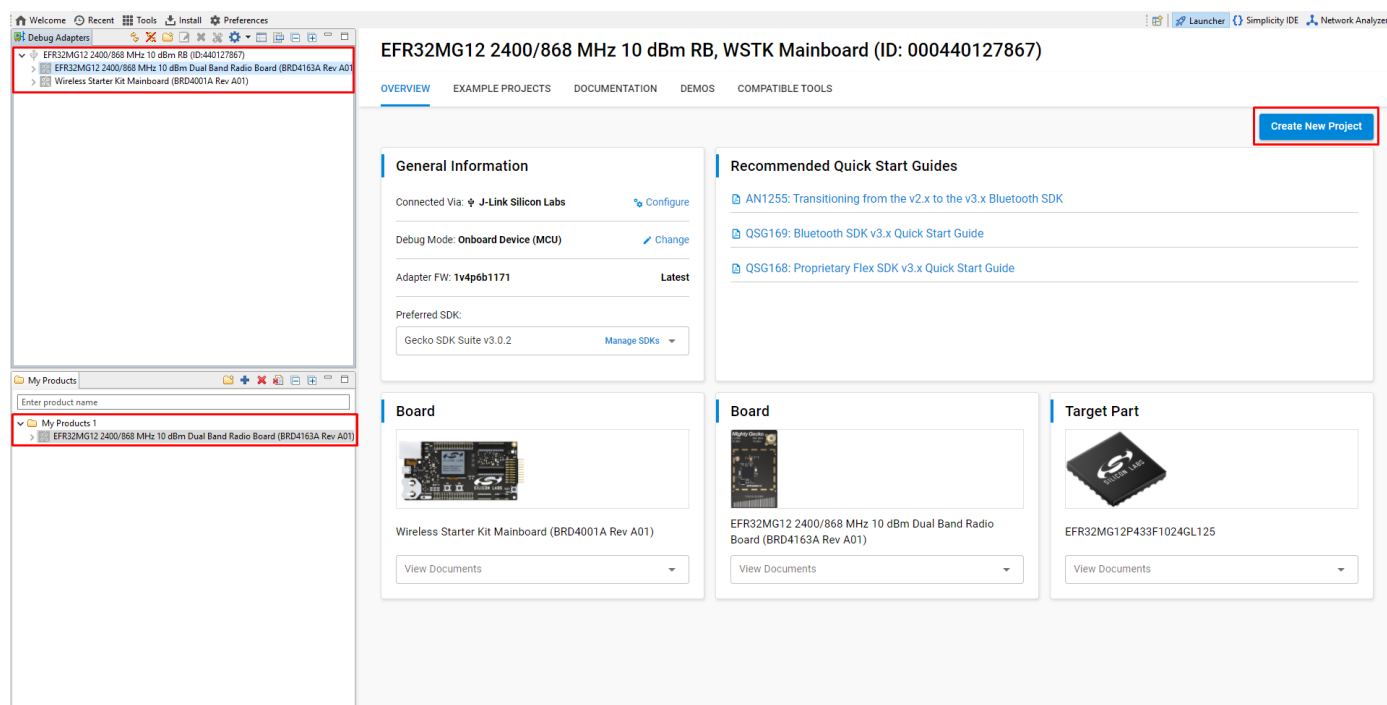 Welcome Recent Tools Install Preferences
Launcher {} Simplicity IDE Network Analyzer
Debug Adapters
EFR32MG12 2400/868 MHz 10 dBm RB (ID:440127867)
EFR32MG12 2400/868 MHz 10 dBm Dual Band Radio Board (BRD4163A Rev A01
Wireless Starter Kit Mainboard (BRD4001A Rev A01)
EFR32MG12 2400/868 MHz 10 dBm RB, WSTK Mainboard (ID: 000440127867)
OVERVIEW EXAMPLE PROJECTS DOCUMENTATION DEMOS COMPATIBLE TOOLS
Create New Project
General Information
Connected Via: J-Link Silicon Labs Configure
Debug Mode: Onboard Device (MCU) Change
Adapter FW: 1v4p6b1171 Latest
Preferred SDK:
Gecko SDK Suite v3.0.2 Manage SDKs
Recommended Quick Start Guides
AN1255: Transitioning from the v2.x to the v3.x Bluetooth SDK
QSG169: Bluetooth SDK v3.x Quick Start Guide
QSG168: Proprietary Flex SDK v3.x Quick Start Guide
My Products
Enter product name
My Products 1
EFR32MG12 2400/868 MHz 10 dBm Dual Band Radio Board (BRD4163A Rev A01)
Board
SILICON LABS
Wireless Starter Kit Mainboard (BRD4001A Rev A01)
View Documents
Board
Mighty Gecko
EFR32MG12 2400/868 MHz 10 dBm Dual Band Radio
Board (BRD4163A Rev A01)
View Documents
Target Part
SILICON LABS
EFR32MG12P433F1024GL125
View Documents